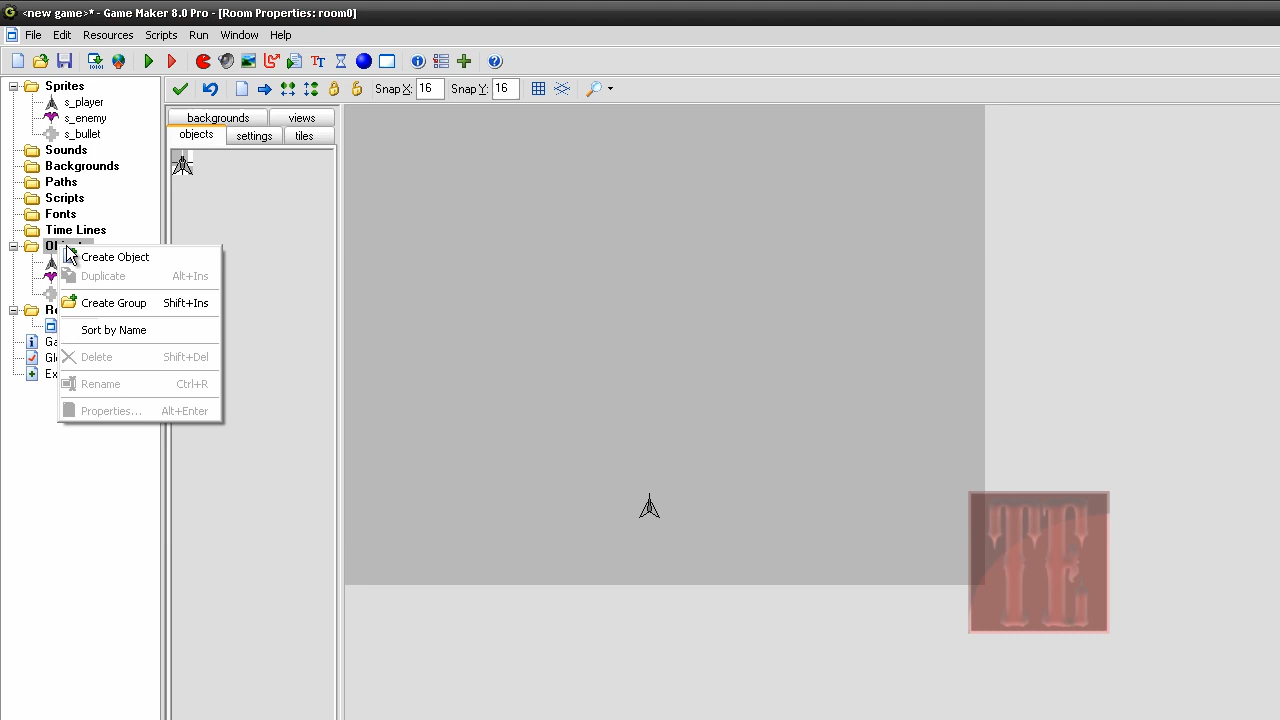 <new game>* - Game Maker 8.0 Pro - [Room Properties: room0]
File Edit Resources Scripts Run Window Help
Snap X: 16 Snap Y: 16
Sprites
s_player
s_enemy
s_bullet
Sounds
Backgrounds
Paths
Scripts
Fonts
Time Lines
backgrounds views
objects settings tiles
Create Object
Duplicate Alt+Ins
Create Group Shift+Ins
Sort by Name
Delete Shift+Del
Rename Ctrl+R
Properties... Alt+Enter
TE